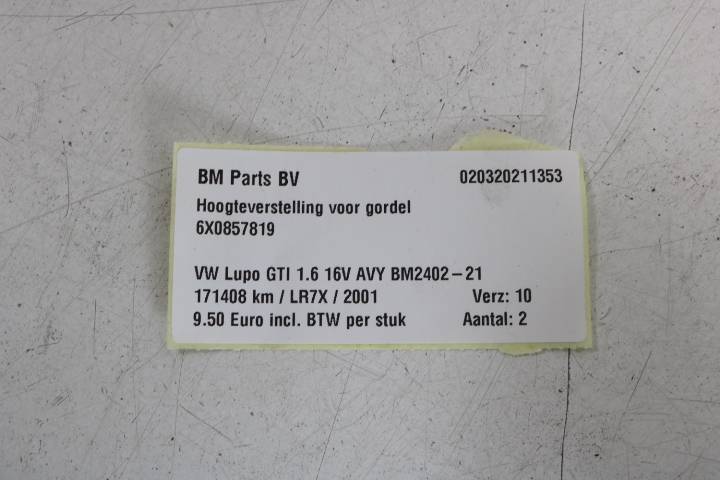 BM Parts BV 020320211353
Hoogteverstelling voor gordel
6X0857819
VW Lupo GTI 1.6 16V AVY BM2402-21
171408 km / LR7X / 2001 Verz: 10
9.50 Euro incl. BTW per stuk Aantal: 2